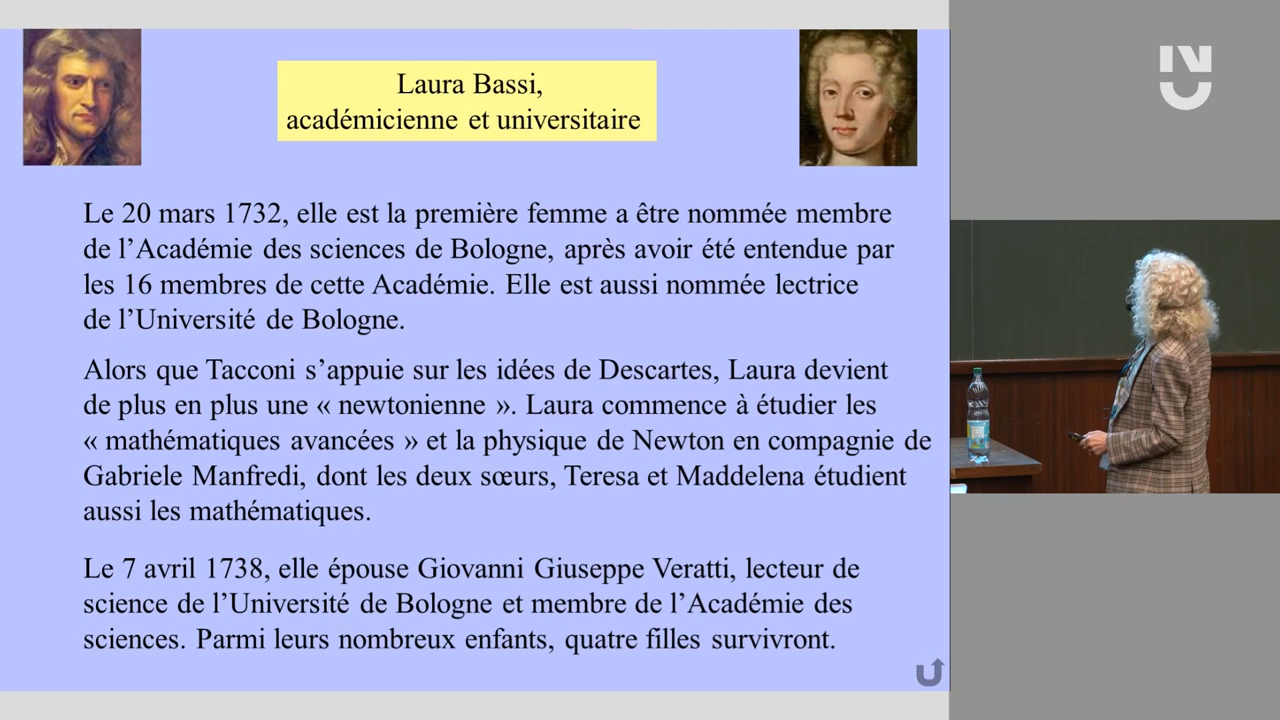 Laura Bassi,
académicienne et universitaire
Le 20 mars 1732, elle est la première femme a être nommée membre
de l’Académie des sciences de Bologne, après avoir été entendue par
les 16 membres de cette Académie. Elle est aussi nommée lectrice
de l’Université de Bologne.
Alors que Tacconi s’appuie sur les idées de Descartes, Laura devient
de plus en plus une « newtonienne ». Laura commence à étudier les
« mathématiques avancées » et la physique de Newton en compagnie de
Gabriele Manfredi, dont les deux sœurs, Teresa et Maddelena étudient
aussi les mathématiques.
Le 7 avril 1738, elle épouse Giovanni Giuseppe Veratti, lecteur de
science de l’Université de Bologne et membre de l’Académie des
sciences. Parmi leurs nombreux enfants, quatre filles survivront.